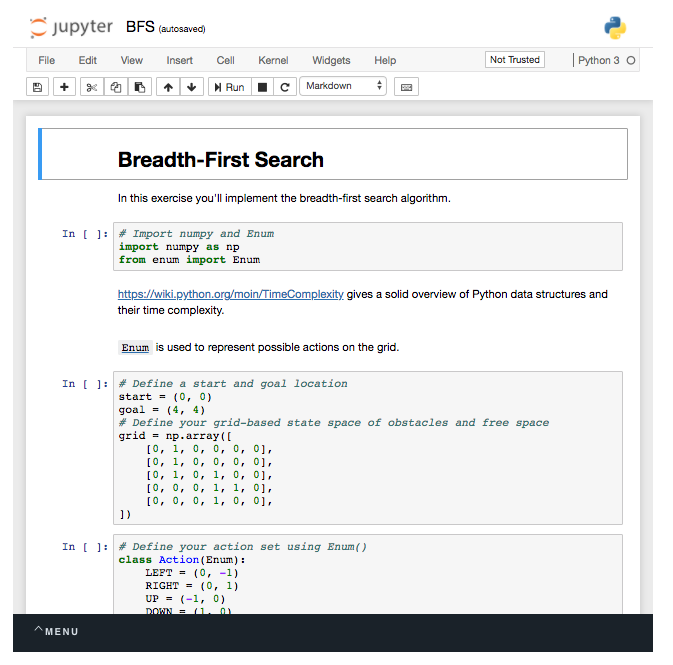 jupyter BFS (autosaved)
File Edit View Insert Cell Kernel Widgets Help Not Trusted Python 3
Run Markdown
Breadth-First Search
In this exercise you'll implement the breadth-first search algorithm.
In [ ]: # Import numpy and Enum
import numpy as np
from enum import Enum
https://wiki.python.org/moin/TimeComplexity gives a solid overview of Python data structures and
their time complexity.
Enum is used to represent possible actions on the grid.
In [ ]: # Define a start and goal location
start = (0, 0)
goal = (4, 4)
# Define your grid-based state space of obstacles and free space
grid = np.array([
    [0, 1, 0, 0, 0, 0],
    [0, 1, 0, 0, 0, 0],
    [0, 1, 0, 1, 0, 0],
    [0, 0, 0, 1, 1, 0],
    [0, 0, 0, 1, 0, 0],
])
In [ ]: # Define your action set using Enum()
class Action(Enum):
    LEFT = (0, -1)
    RIGHT = (0, 1)
    UP = (-1, 0)
    DOWN = (1, 0)
MENU